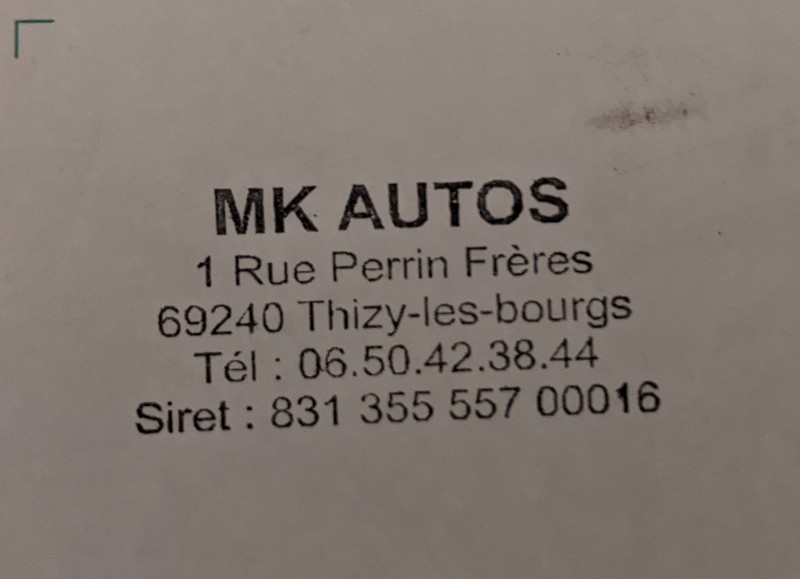 MK AUTOS
1 Rue Perrin Frères
69240 Thizy-les-bourgs
Tél : 06.50.42.38.44
Siret : 831 355 557 00016